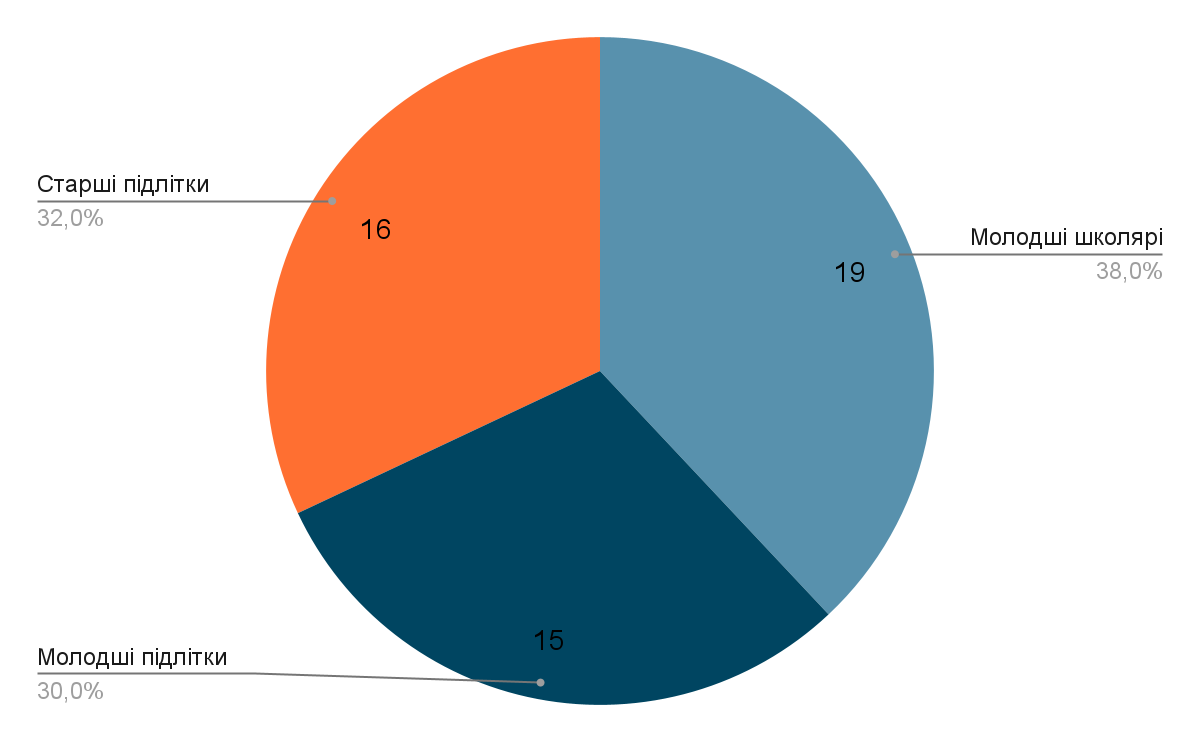 Старші підлітки
32,0%
16
Молодші школярі
38,0%
19
15
Молодші підлітки
30,0%